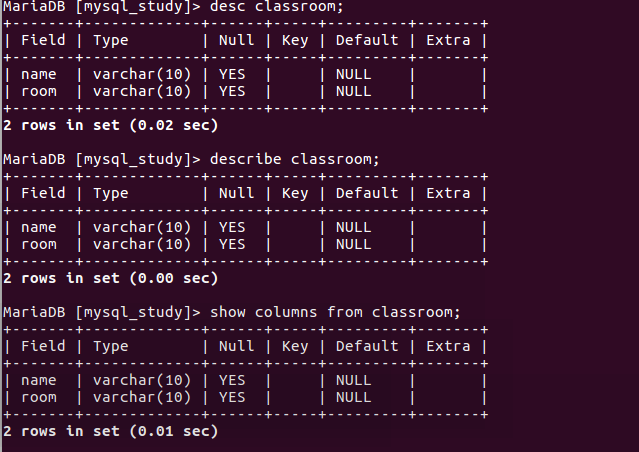 MariaDB [mysql_study]> desc classroom;
+-------+-------------+------+-----+---------+-------+
| Field | Type        | Null | Key | Default | Extra |
+-------+-------------+------+-----+---------+-------+
| name  | varchar(10) | YES  |     | NULL    |       |
| room  | varchar(10) | YES  |     | NULL    |       |
+-------+-------------+------+-----+---------+-------+
2 rows in set (0.02 sec)

MariaDB [mysql_study]> describe classroom;
+-------+-------------+------+-----+---------+-------+
| Field | Type        | Null | Key | Default | Extra |
+-------+-------------+------+-----+---------+-------+
| name  | varchar(10) | YES  |     | NULL    |       |
| room  | varchar(10) | YES  |     | NULL    |       |
+-------+-------------+------+-----+---------+-------+
2 rows in set (0.00 sec)

MariaDB [mysql_study]> show columns from classroom;
+-------+-------------+------+-----+---------+-------+
| Field | Type        | Null | Key | Default | Extra |
+-------+-------------+------+-----+---------+-------+
| name  | varchar(10) | YES  |     | NULL    |       |
| room  | varchar(10) | YES  |     | NULL    |       |
+-------+-------------+------+-----+---------+-------+
2 rows in set (0.01 sec)